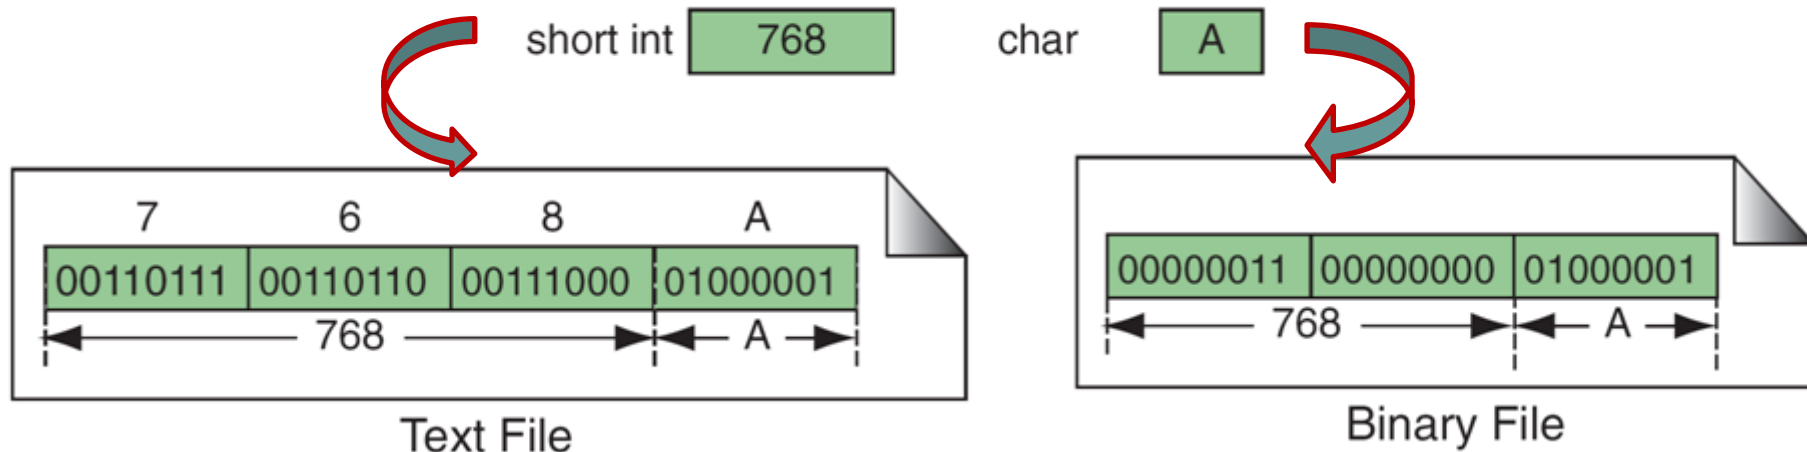 short int 768 char A
7 6 8 A
00110111 00110110 00111000 01000001
768 A
Text File
00000011 00000000 01000001
768 A
Binary File